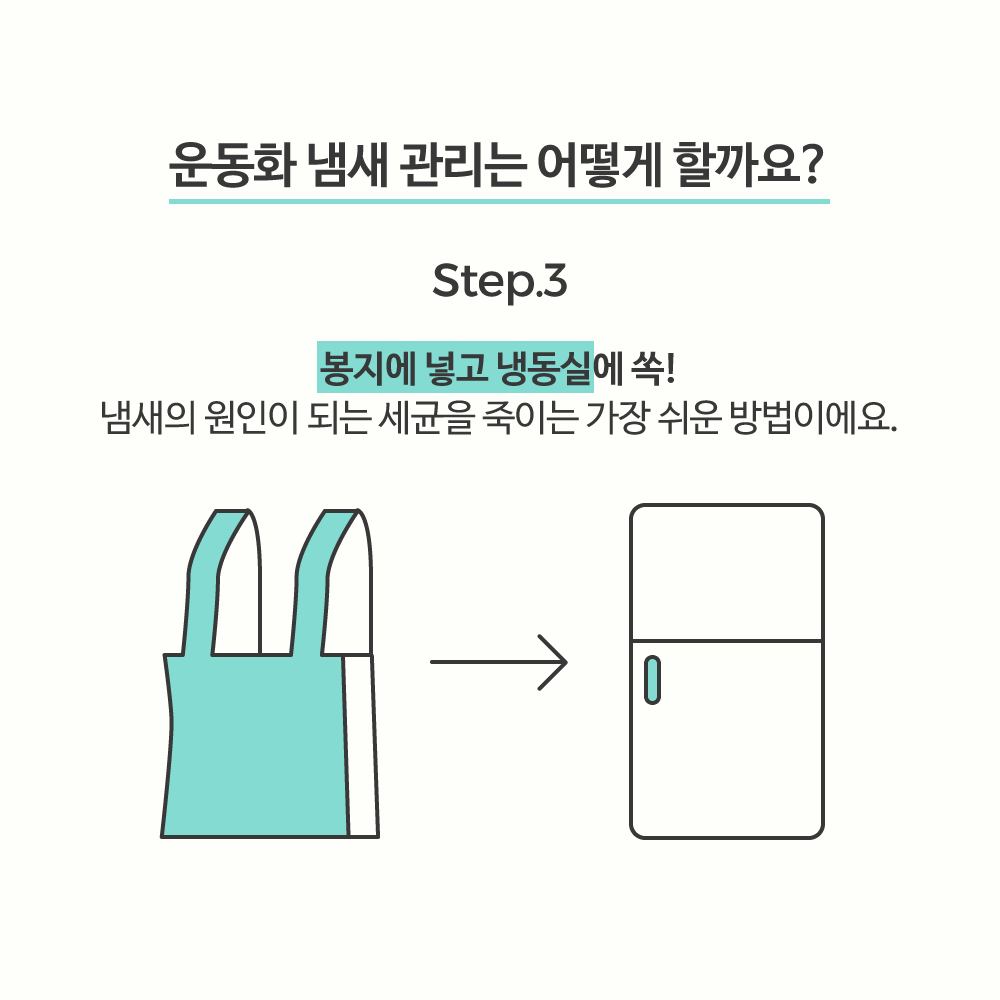 운동화 냄새 관리는 어떻게 할까요?
Step.3
봉지에 넣고 냉동실에 쏙!
냄새의 원인이 되는 세균을 죽이는 가장 쉬운 방법이에요.